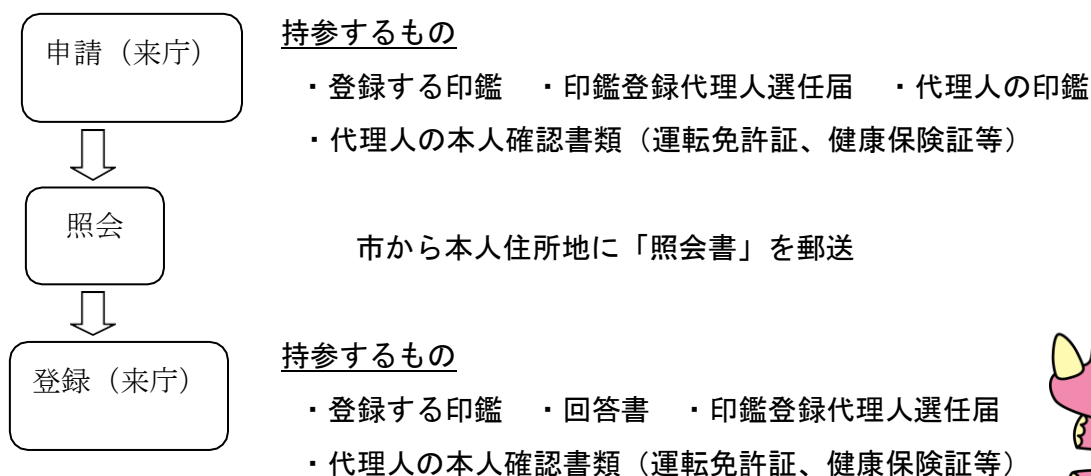 申請（来庁）
持参するもの
・登録する印鑑　・印鑑登録代理人選任届　・代理人の印鑑
・代理人の本人確認書類（運転免許証、健康保険証等）
照会
市から本人住所地に「照会書」を郵送
登録（来庁）
持参するもの
・登録する印鑑　・回答書　・印鑑登録代理人選任届
・代理人の本人確認書類（運転免許証、健康保険証等）